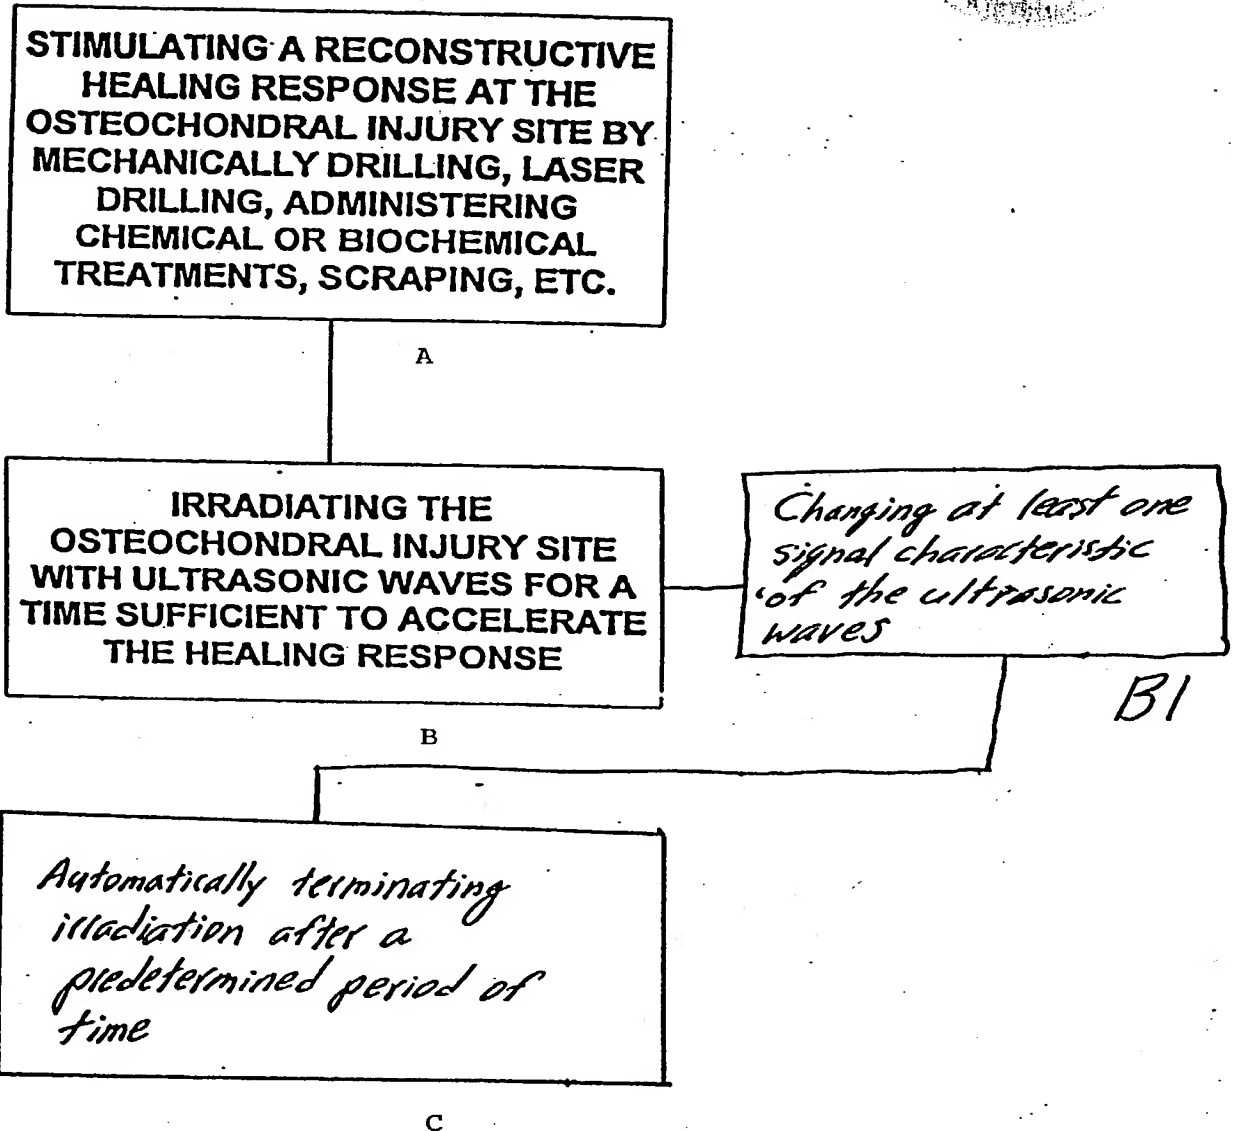 STIMULATING A RECONSTRUCTIVE
HEALING RESPONSE AT THE
OSTEOCHONDRAL INJURY SITE BY
MECHANICALLY DRILLING, LASER
DRILLING, ADMINISTERING
CHEMICAL OR BIOCHEMICAL
TREATMENTS, SCRAPING, ETC.
A
IRRADIATING THE
OSTEOCHONDRAL INJURY SITE
WITH ULTRASONIC WAVES FOR A
TIME SUFFICIENT TO ACCELERATE
THE HEALING RESPONSE
B
Changing at least one
signal characteristic
of the ultrasonic
waves
B1
Automatically terminating
irradiation after a
predetermined period of
time
C